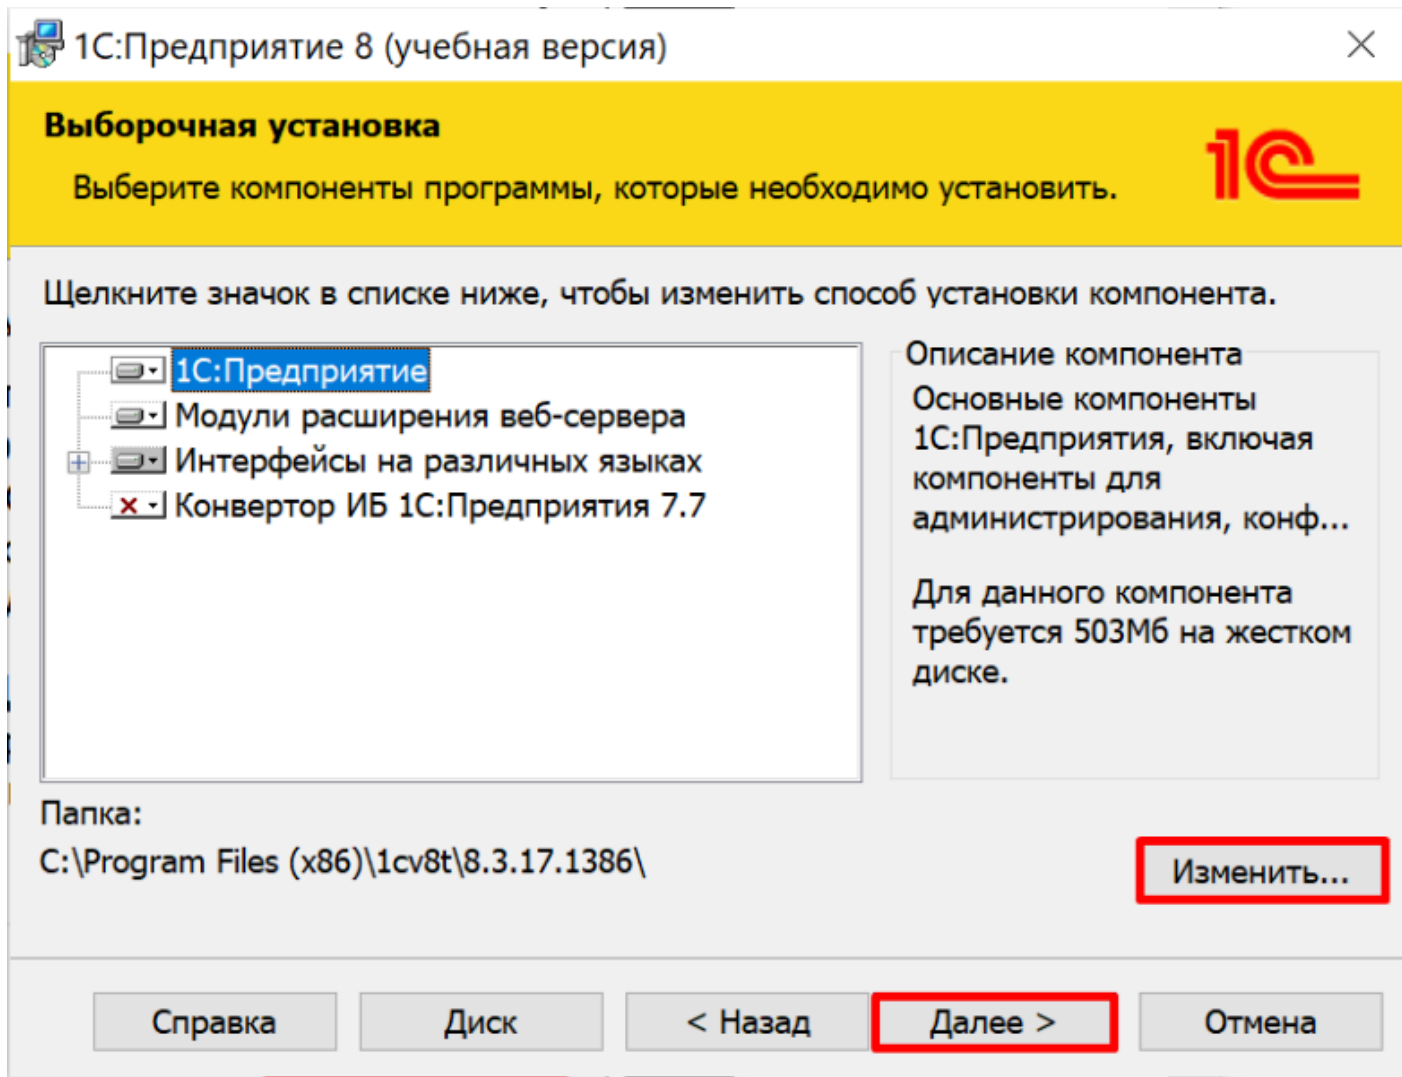 1С:Предприятие 8 (учебная версия)
Выборочная установка
Выберите компоненты программы, которые необходимо установить.
1С
Щелкните значок в списке ниже, чтобы изменить способ установки компонента.
1С:Предприятие
Модули расширения веб-сервера
Интерфейсы на различных языках
Конвертор ИБ 1С:Предприятия 7.7
Описание компонента
Основные компоненты
1С:Предприятия, включая
компоненты для
администрирования, конф...
Для данного компонента
требуется 503Мб на жестком
диске.
Папка:
C:\Program Files (x86)\1cv8t\8.3.17.1386\
Изменить...
Справка
Диск
< Назад
Далее >
Отмена